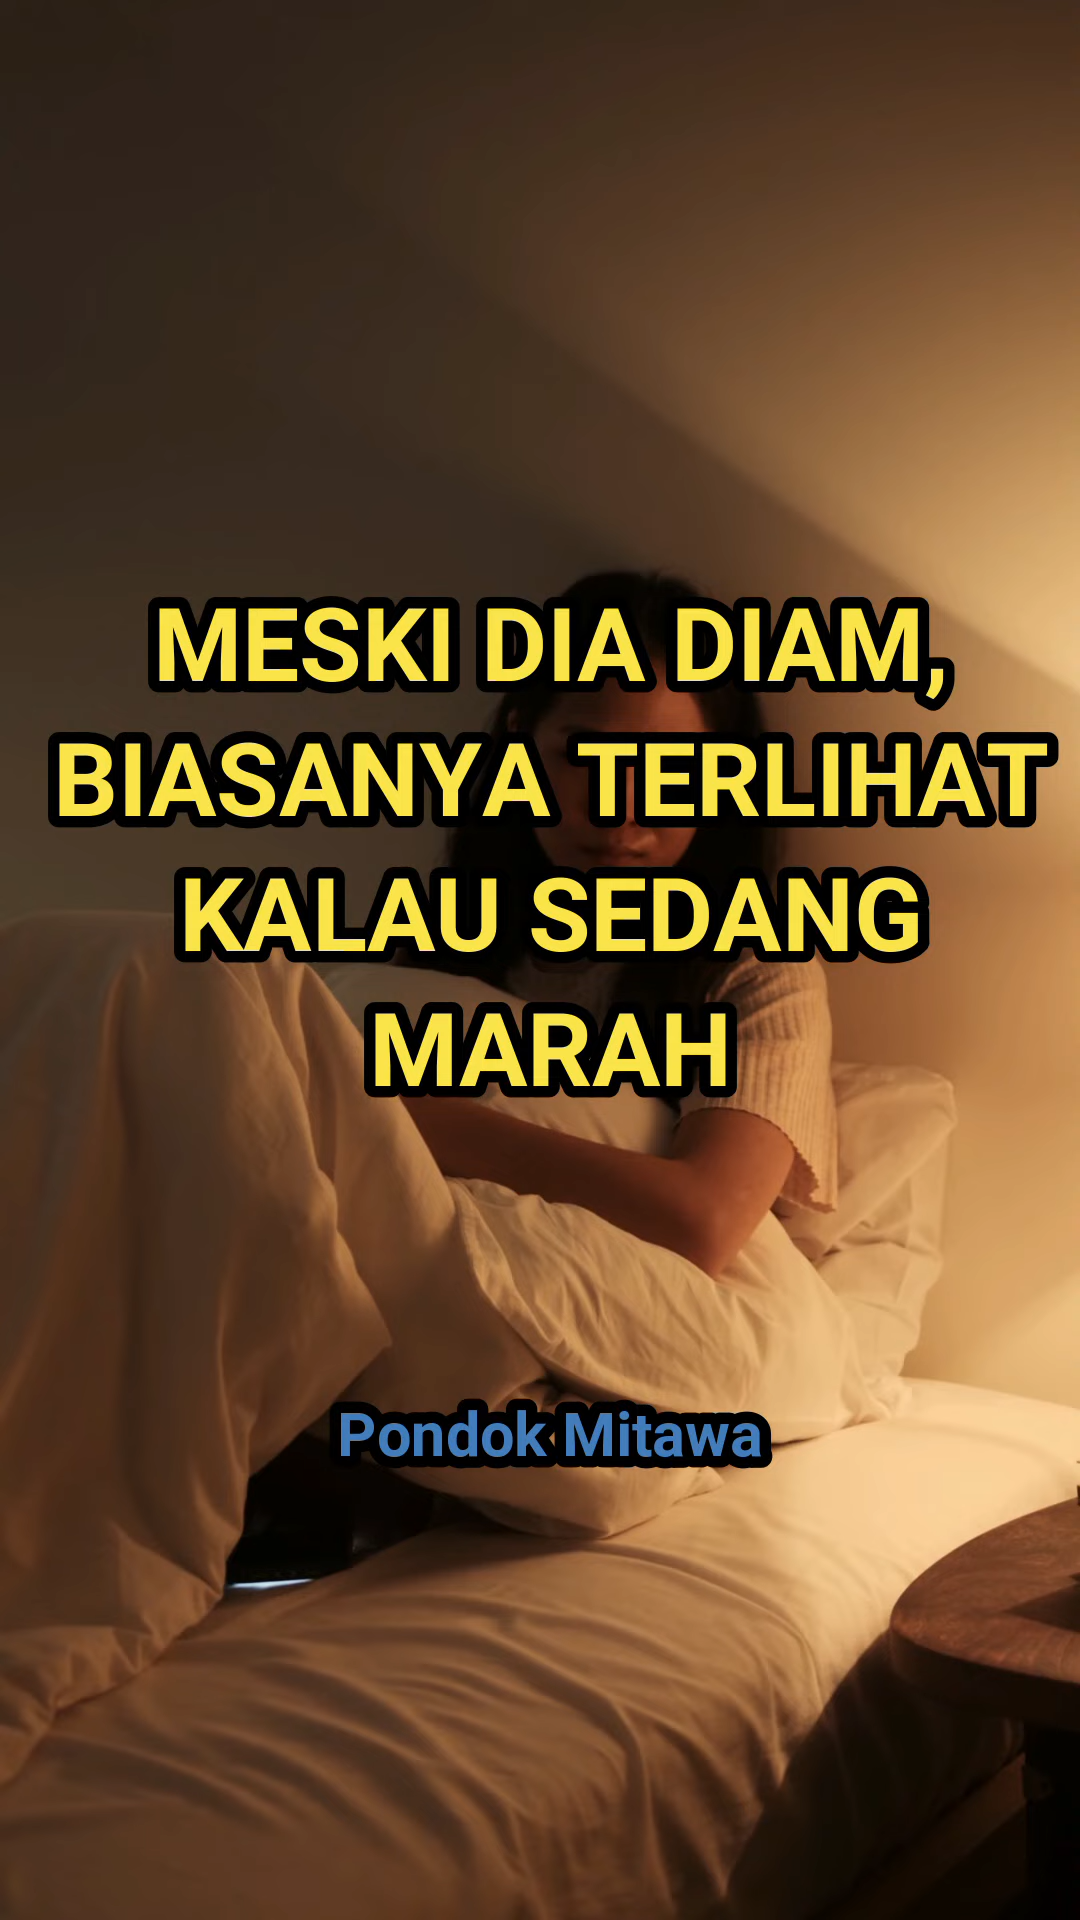 MESKI DIA DIAM,
BIASANYA TERLIHAT
KALAU SEDANG
MARAH
Pondok Mitawa